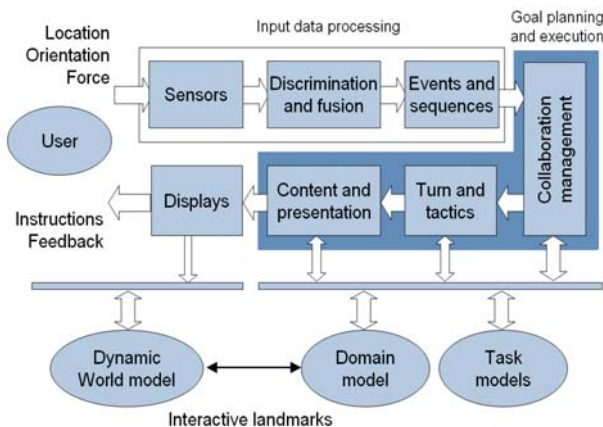 Input data processing
Goal planning
and execution
Location
Orientation
Force
Sensors
Discrimination
and fusion
Events and
sequences
Collaboration
management
User
Displays
Content and
presentation
Turn and
tactics
Instructions
Feedback
Dynamic
World model
Domain
model
Task
models
Interactive landmarks